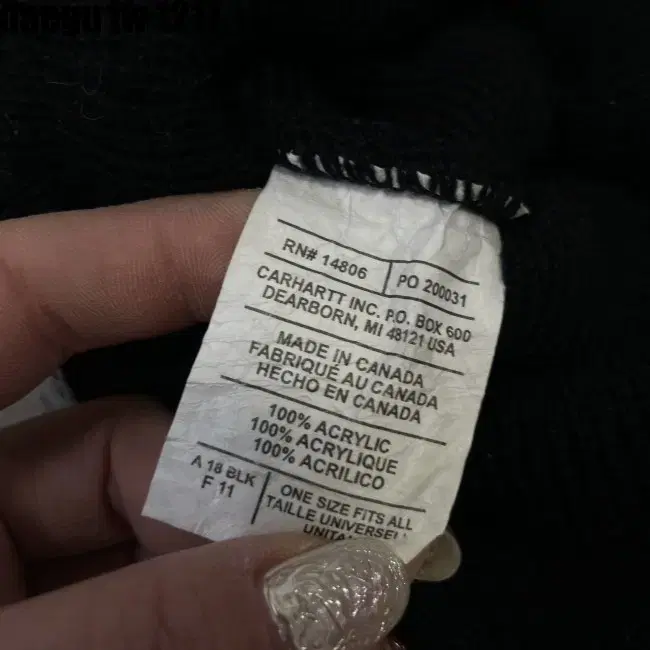 RN# 14806 PO 200031
CARHARTT INC. P.O. BOX 600
DEARBORN, MI 48121 USA
MADE IN CANADA
FABRIQUÉ AU CANADA
HECHO EN CANADA
100% ACRYLIC
100% ACRYLIQUE
100% ACRILICO
A 18 BLK
F 11
ONE SIZE FITS ALL
TAILLE